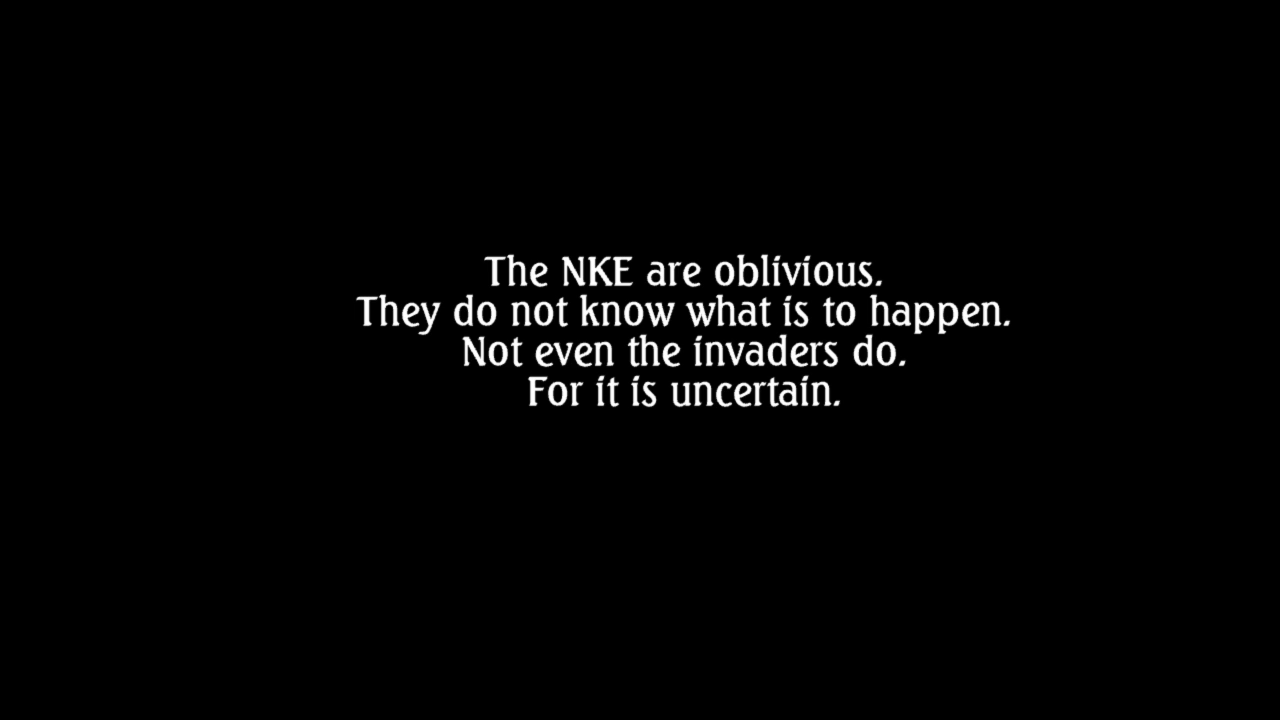 The NKE are oblivious.
They do not know what is to happen.
Not even the invaders do.
For it is uncertain.